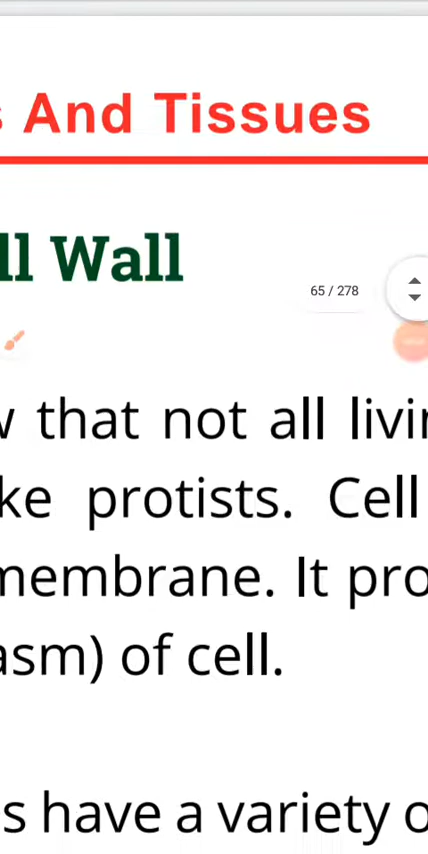 s And Tissues
ll Wall
65 / 278
w that not all livin
ke protists. Cell
membrane. It pro
asm) of cell.
s have a variety o